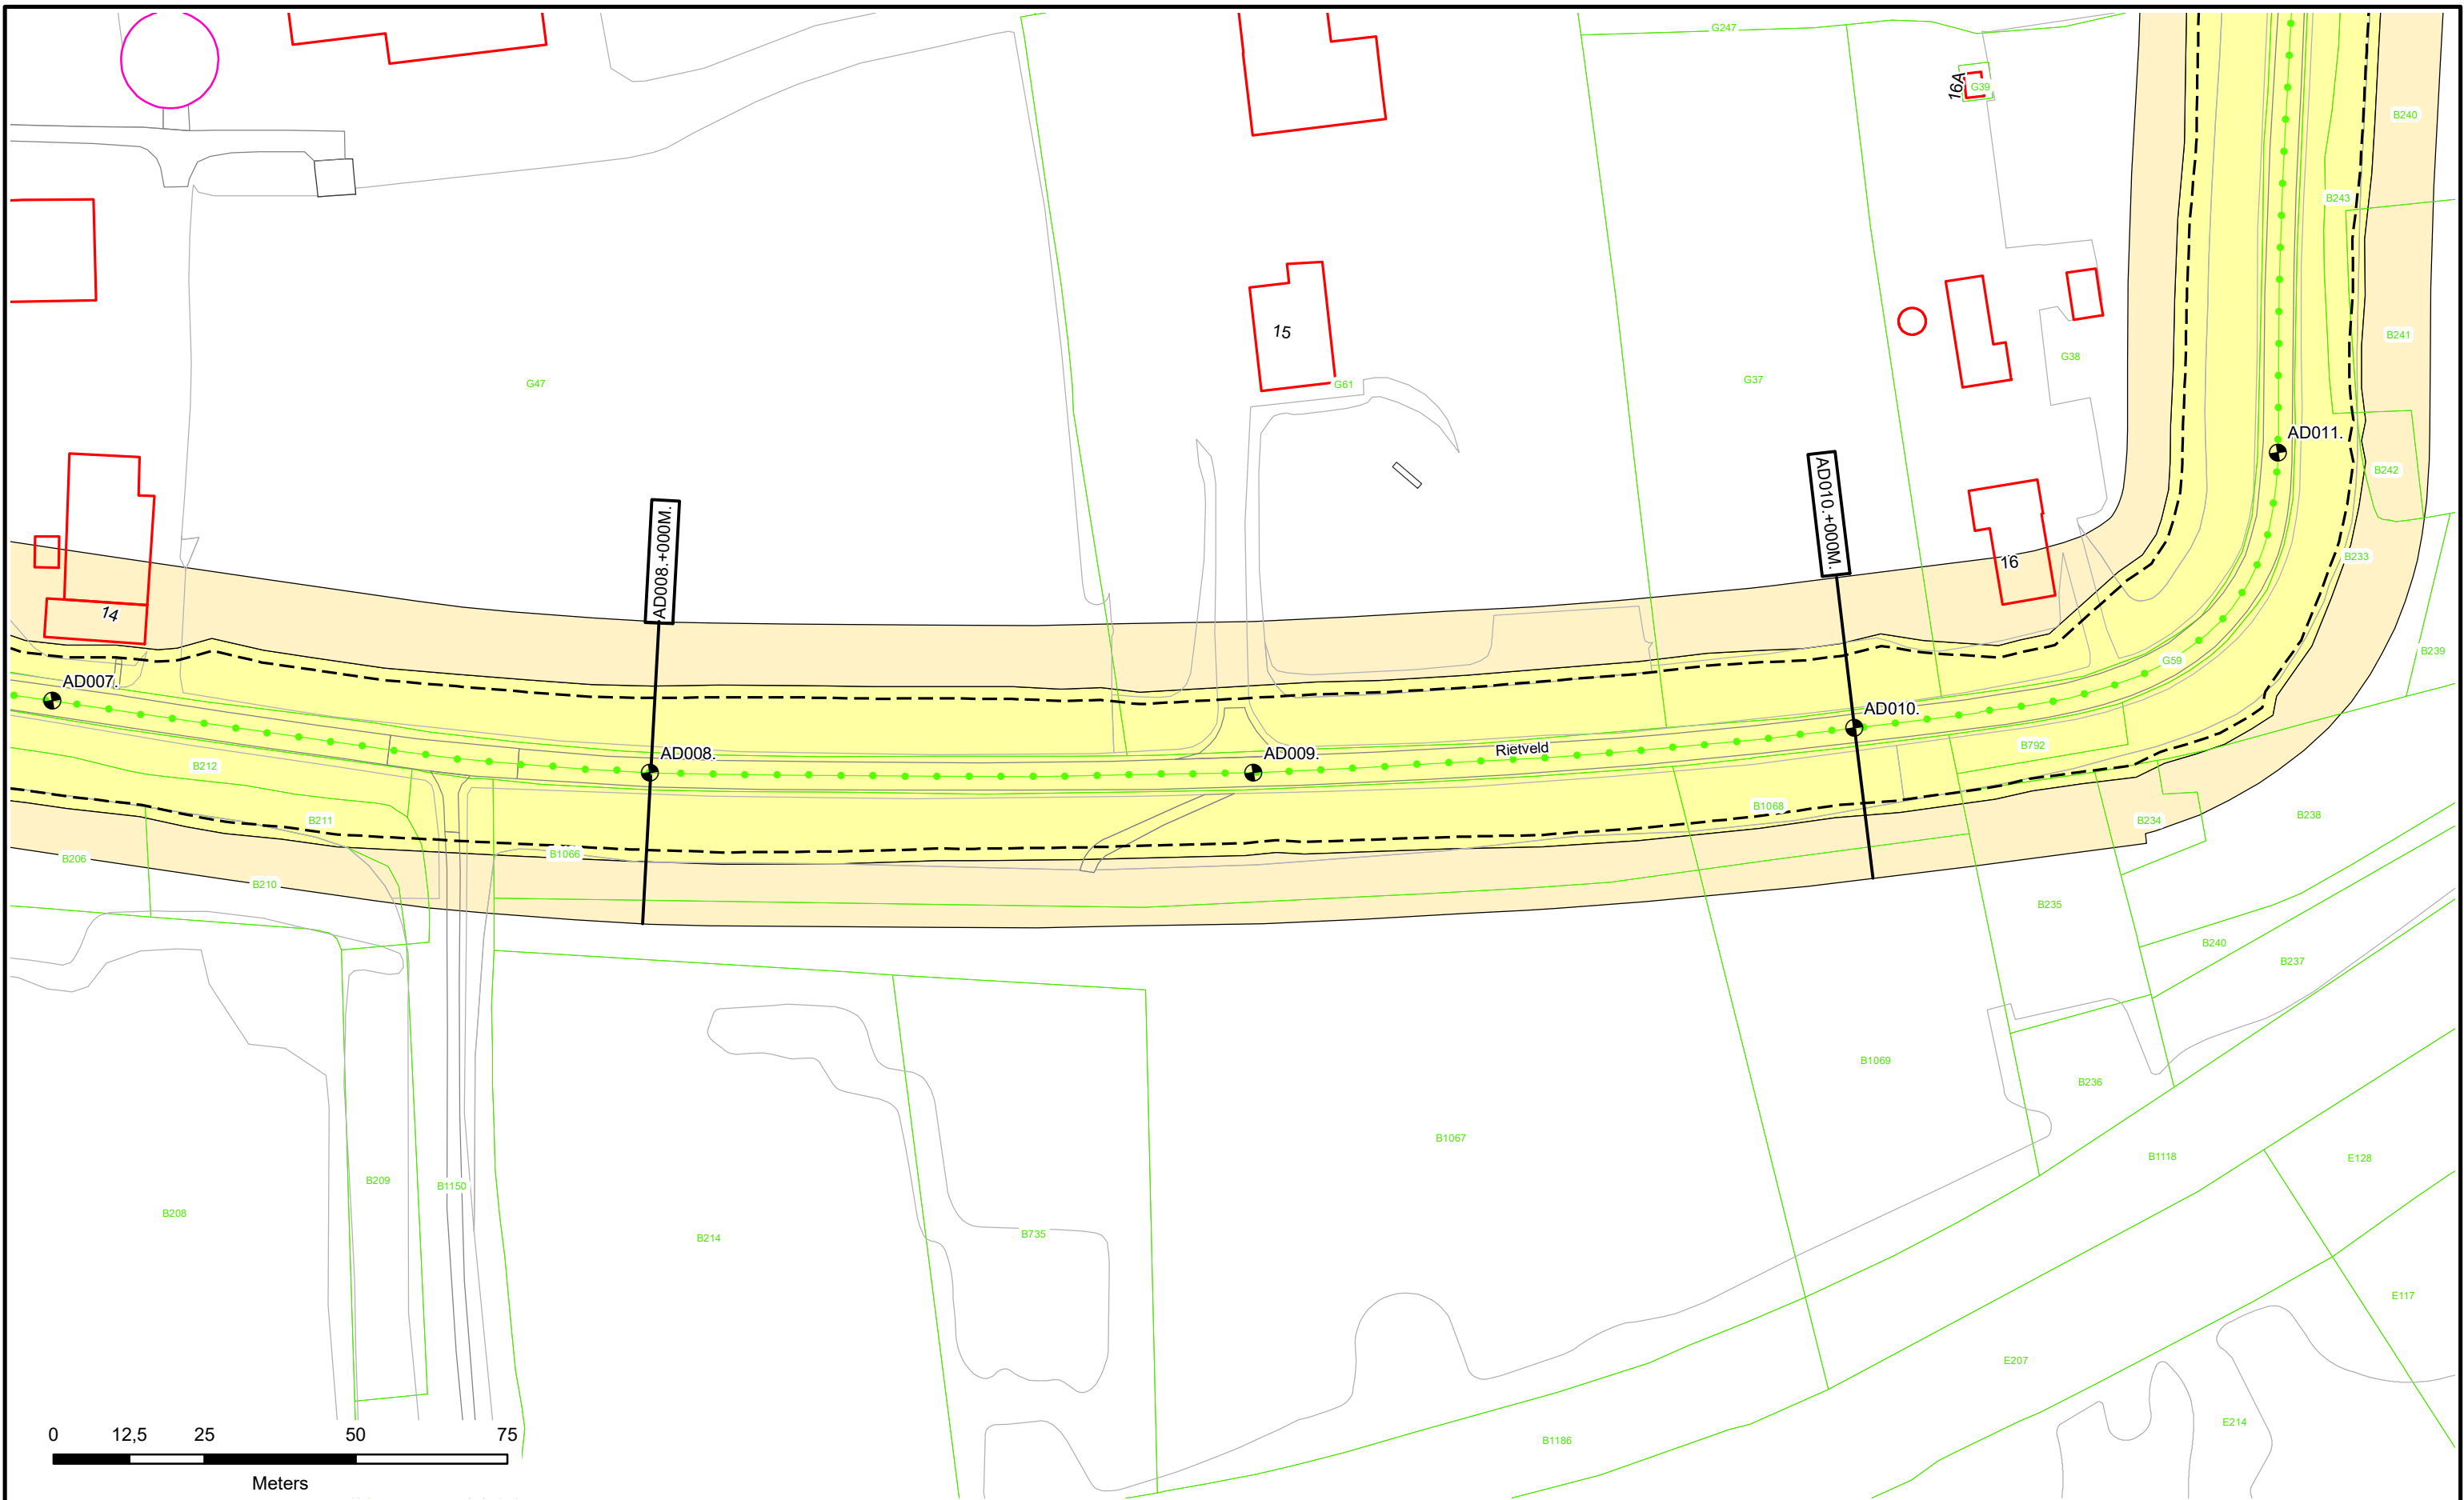 G247
16A
G39
B240
B243
15
G47
G61
G37
G38
B241
AD011.
B242
AD008.+000M.
AD010.+000M.
B233
14
16
B239
G59
AD007.
AD010.
AD008.
AD009.
Rietveld
B792
B212
B211
B1068
B234
B238
B206
B1066
B210
B235
B240
B237
B1069
B236
B1067
B1118
E128
B209
B1150
B208
B214
B735
E117
E207
E214
B1186
0 12,5 25 50 75
Meters